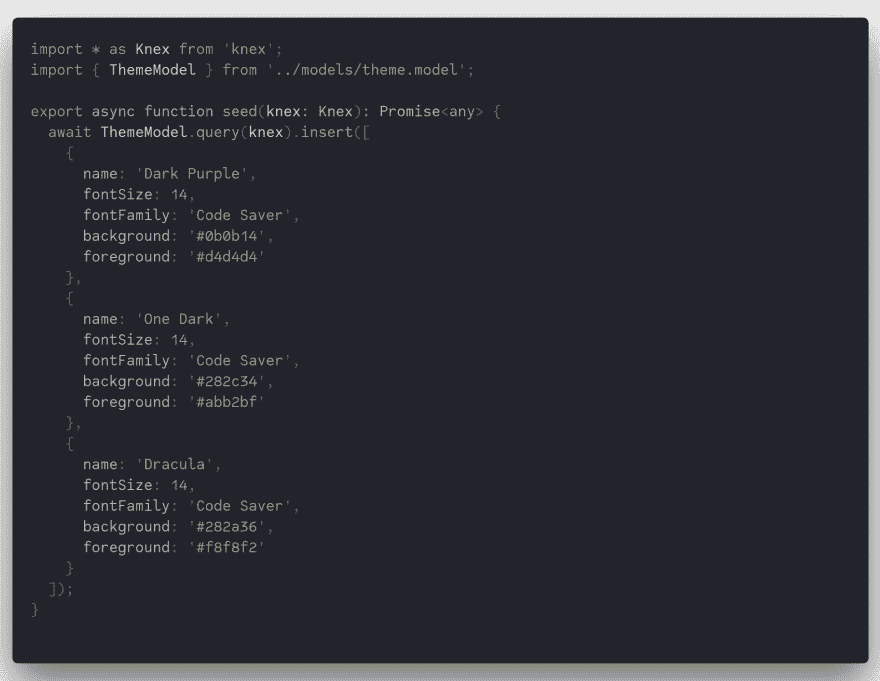 import * as Knex from 'knex';
import { ThemeModel } from '../models/theme.model';

export async function seed(knex: Knex): Promise<any> {
  await ThemeModel.query(knex).insert([
    {
      name: 'Dark Purple',
      fontSize: 14,
      fontFamily: 'Code Saver',
      background: '#0b0b14',
      foreground: '#d4d4d4'
    },
    {
      name: 'One Dark',
      fontSize: 14,
      fontFamily: 'Code Saver',
      background: '#282c34',
      foreground: '#abb2bf'
    },
    {
      name: 'Dracula',
      fontSize: 14,
      fontFamily: 'Code Saver',
      background: '#282a36',
      foreground: '#f8f8f2'
    }
  ]);
}